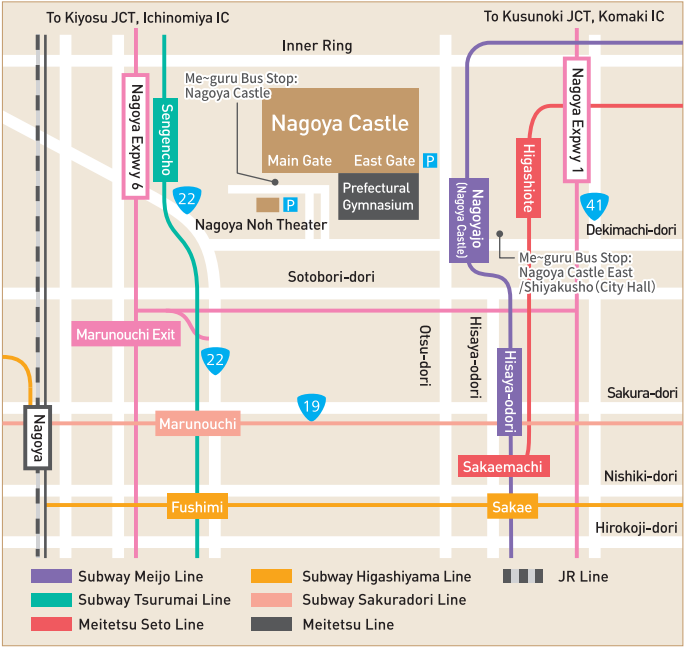 To Kiyosu JCT, Ichinomiya IC
To Kusunoki JCT, Komaki IC
Inner Ring
Me~guru Bus Stop:
Nagoya Castle
Nagoya Expwy 6
Sengencho
Nagoya Castle
Main Gate
East Gate
P
Prefectural
Gymnasium
P
Nagoya Noh Theater
22
Nagoyajo
(Nagoya Castle)
Higashiote
Nagoya Expwy 1
41
Dekimachi-dori
Me~guru Bus Stop:
Nagoya Castle East
/Shiyakusho (City Hall)
Sotobori-dori
Marunouchi Exit
22
Otsu-dori
Hisaya-odori
Hisaya-odori
Sakura-dori
19
Nagoya
Marunouchi
Sakaemachi
Nishiki-dori
Fushimi
Sakae
Hirokoji-dori
Subway Meijo Line
Subway Higashiyama Line
JR Line
Subway Tsurumai Line
Subway Sakuradori Line
Meitetsu Seto Line
Meitetsu Line